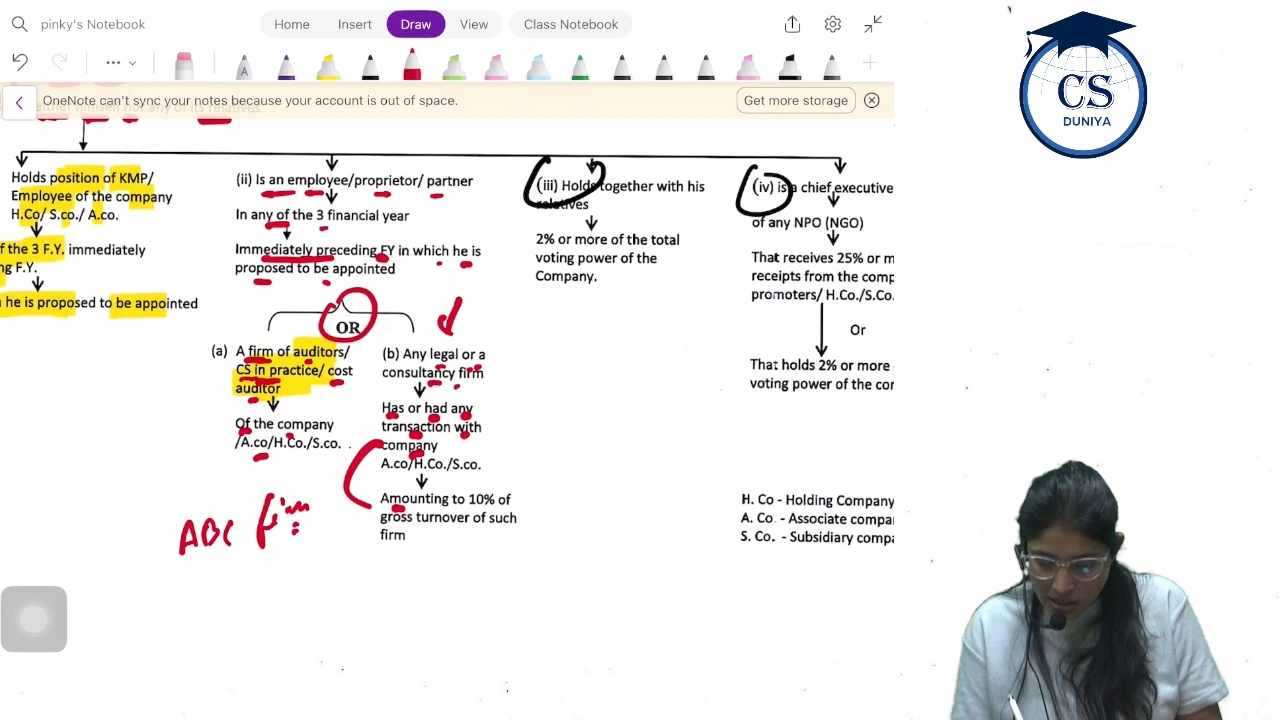 pinky's Notebook
Home
Insert
Draw
View
Class Notebook
OneNote can't sync your notes because your account is out of space.
Get more storage
CS
DUNIYA
Holds position of KMP/
Employee of the company
H.Co/ S.co./ A.co.
of the 3 F.Y. immediately
ng F.Y.
he is proposed to be appointed
(ii) Is an employee/proprietor/ partner
In any of the 3 financial year
Immediately preceding FY in which he is
proposed to be appointed
OR
(a) A firm of auditors/
CS in practice/ cost
auditor
Of the company
/A.co/H.Co./S.co. .
(b) Any legal or a
consultancy firm
Has or had any
transaction with
company
A.co/H.Co./S.co.
Amounting to 10% of
gross turnover of such
firm
ABC firm
(iii) Holds together with his
relatives
2% or more of the total
voting power of the
Company.
(iv) is a chief executive
of any NPO (NGO)
That receives 25% or m
receipts from the comp
promoters/ H.Co./S.Co.
Or
That holds 2% or more
voting power of the cor
H. Co - Holding Company
A. Co. - Associate compa
S. Co. - Subsidiary compa